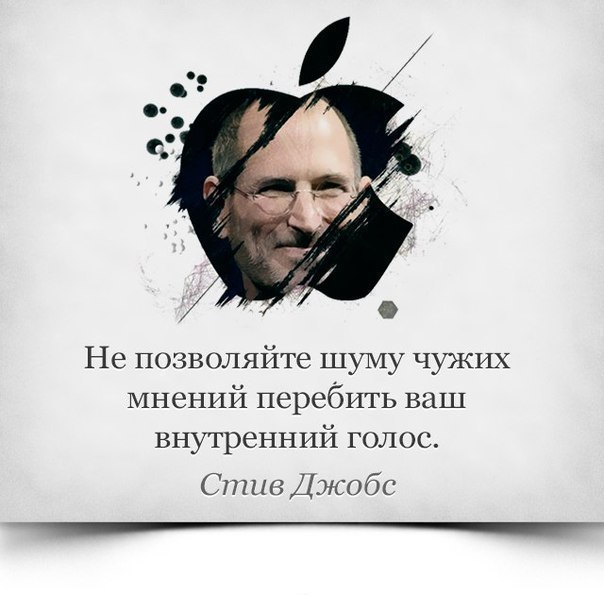 Не позволяйте шуму чужих
мнений перебить ваш
внутренний голос.
Стив Джобс